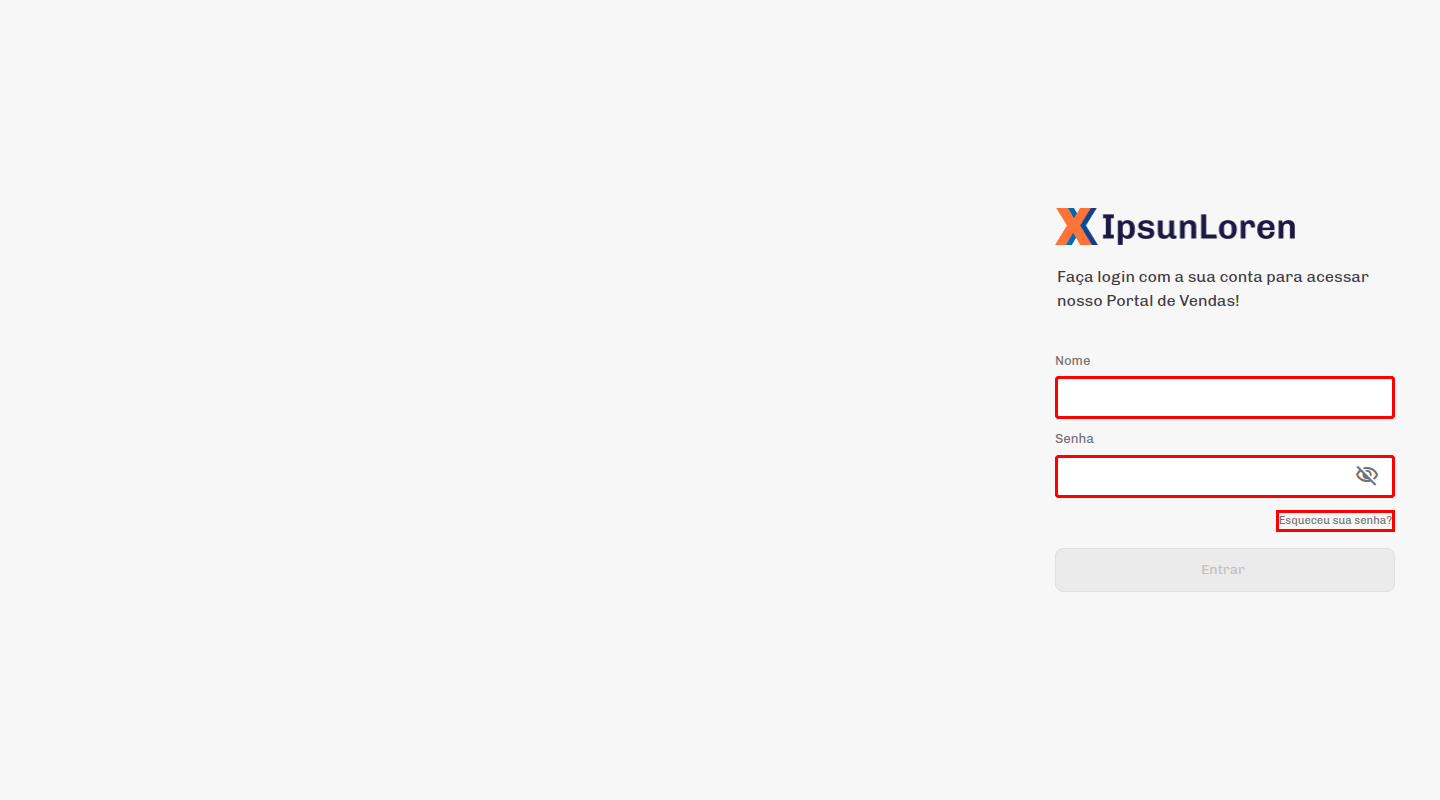 IpsunLoren
Faça login com a sua conta para acessar
nosso Portal de Vendas!
Nome
Senha
Esqueceu sua senha?
Entrar